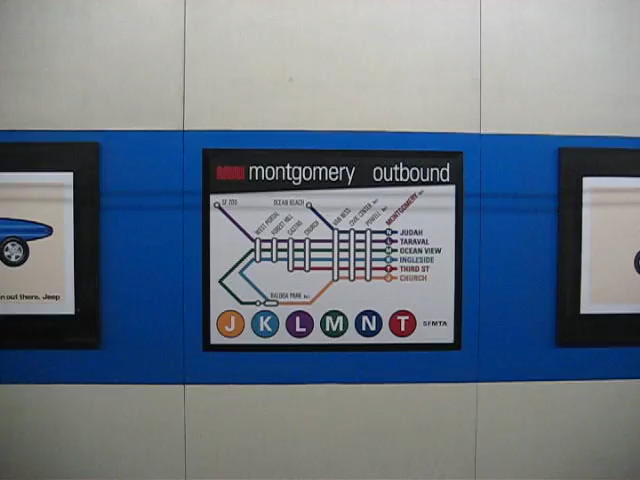 montgomery outbound
SF ZOO
OCEAN BEACH
WEST PORTAL
FOREST HILL
CASTRO
CHURCH
VAN NESS
CIVIC CENTER
POWELL
MONTGOMERY
N JUDAH
L TARAVAL
M OCEAN VIEW
K INGLESIDE
T THIRD ST
J CHURCH
BALBOA PARK
J K L M N T SFMTA
n out there. Jeep